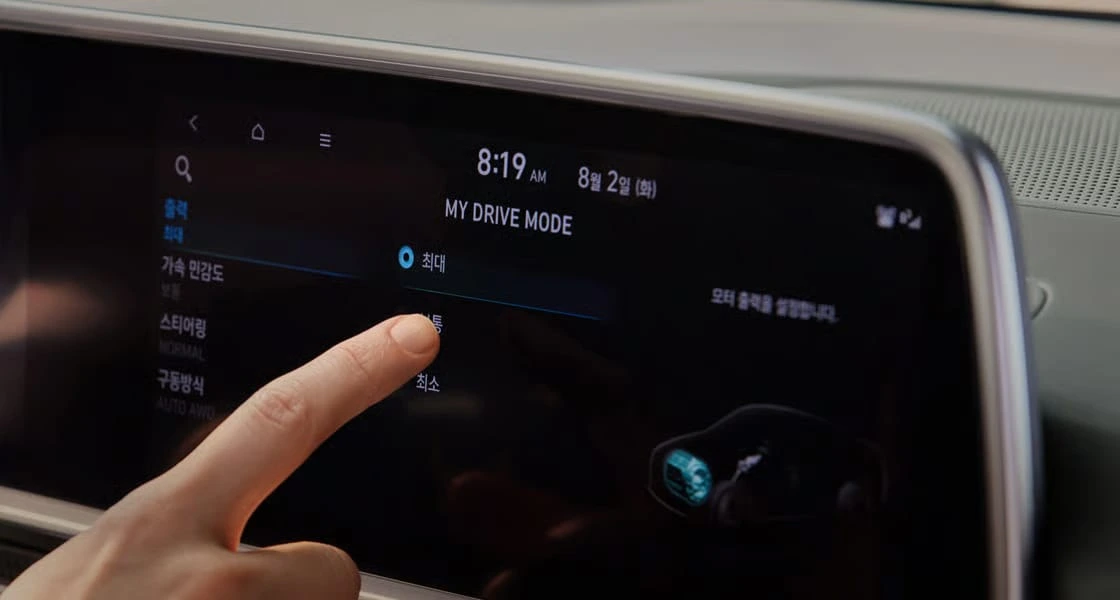 8:19 AM 8월 2일 (화)
MY DRIVE MODE
출력
최대
가속 민감도
보통
스티어링
NORMAL
구동방식
AUTO AWD
최대
통
최소
모터 출력을 설정합니다.